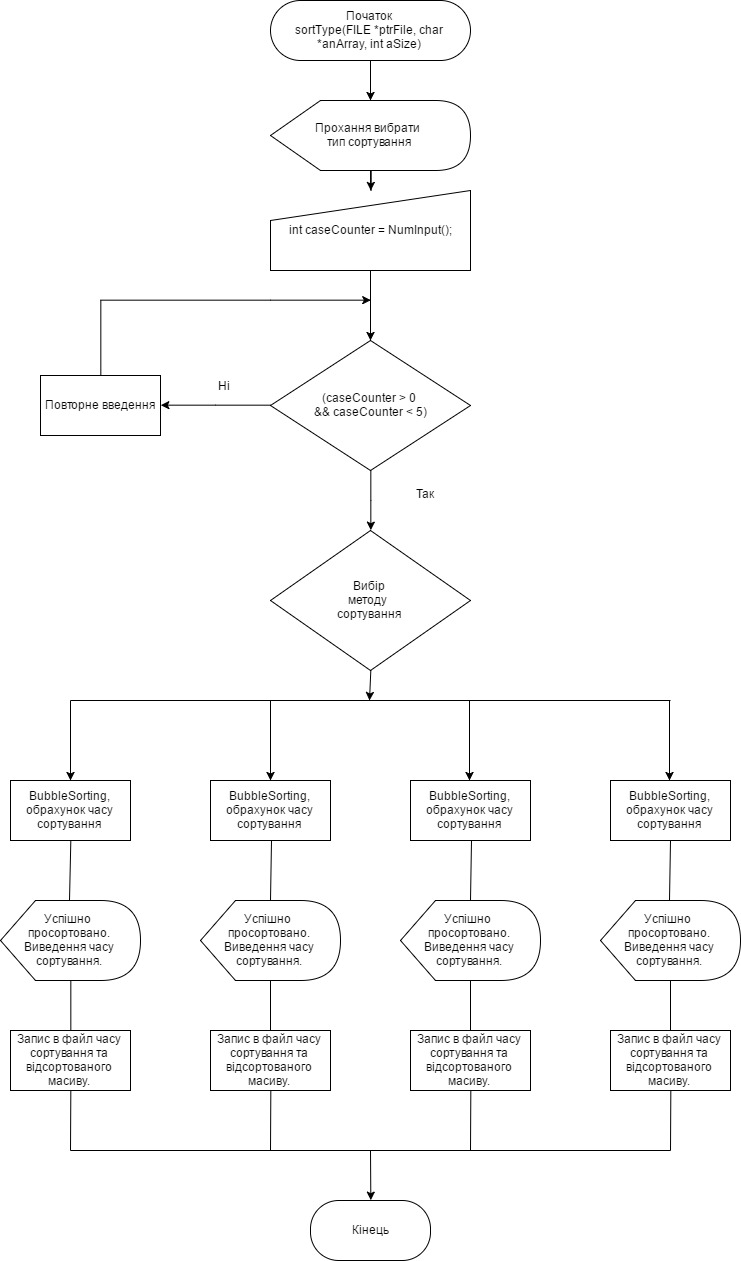 Початок
sortType(FILE *ptrFile, char
*anArray, int aSize)
Прохання вибрати
тип сортування
int caseCounter = NumInput();
Ні
Повторне введення
(caseCounter > 0
&& caseCounter < 5)
Так
Вибір
методу
сортування
BubbleSorting,
обрахунок часу
сортування
BubbleSorting,
обрахунок часу
сортування
BubbleSorting,
обрахунок часу
сортування
BubbleSorting,
обрахунок часу
сортування
Успішно
просортовано.
Виведення часу
сортування.
Успішно
просортовано.
Виведення часу
сортування.
Успішно
просортовано.
Виведення часу
сортування.
Успішно
просортовано.
Виведення часу
сортування.
Запис в файл часу
сортування та
відсортованого
масиву.
Запис в файл часу
сортування та
відсортованого
масиву.
Запис в файл часу
сортування та
відсортованого
масиву.
Запис в файл часу
сортування та
відсортованого
масиву.
Кінець